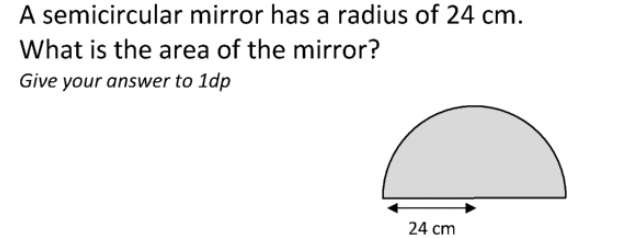 A semicircular mirror has a radius of 24 cm.
What is the area of the mirror?
Give your answer to 1dp
24 cm